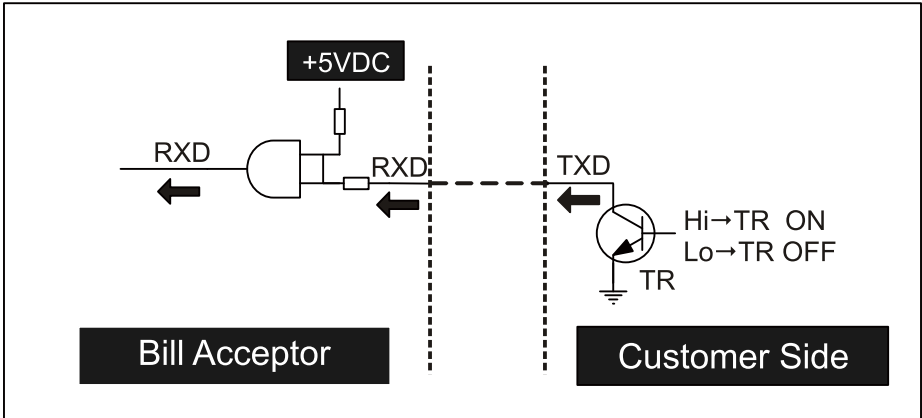 +5VDC
RXD
RXD
TXD
Hi→TR ON
Lo→TR OFF
TR
Bill Acceptor
Customer Side